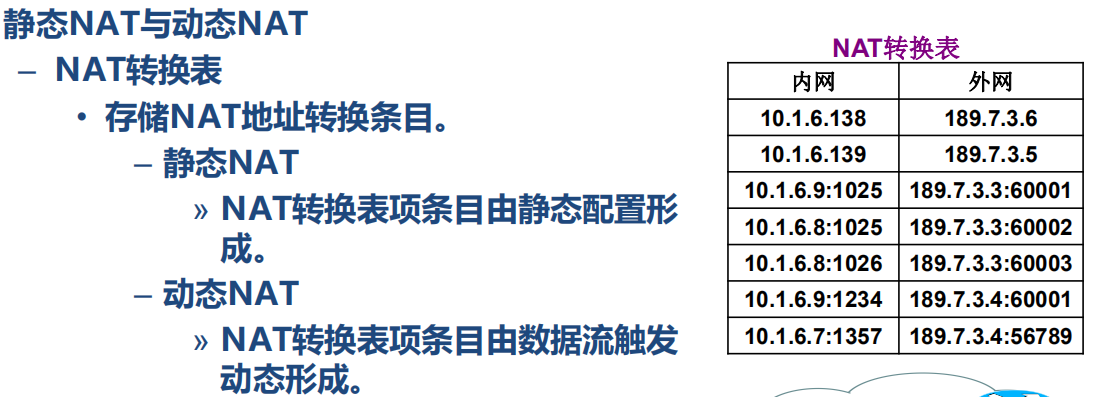 静态NAT与动态NAT
– NAT转换表
• 存储NAT地址转换条目。
– 静态NAT
» NAT转换表项条目由静态配置形
成。
– 动态NAT
» NAT转换表项条目由数据流触发
动态形成。
NAT转换表
内网 外网
10.1.6.138 189.7.3.6
10.1.6.139 189.7.3.5
10.1.6.9:1025 189.7.3.3:60001
10.1.6.8:1025 189.7.3.3:60002
10.1.6.8:1026 189.7.3.3:60003
10.1.6.9:1234 189.7.3.4:60001
10.1.6.7:1357 189.7.3.4:56789